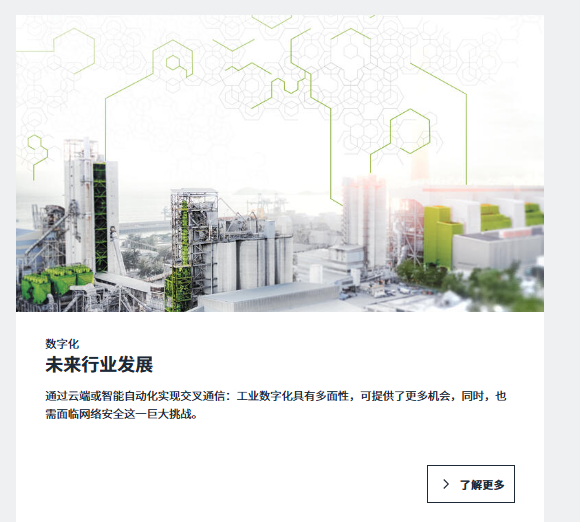 数字化
未来行业发展
通过云端或智能自动化实现交叉通信：工业数字化具有多面性，可提供了更多机会，同时，也
需面临网络安全这一巨大挑战。
了解更多